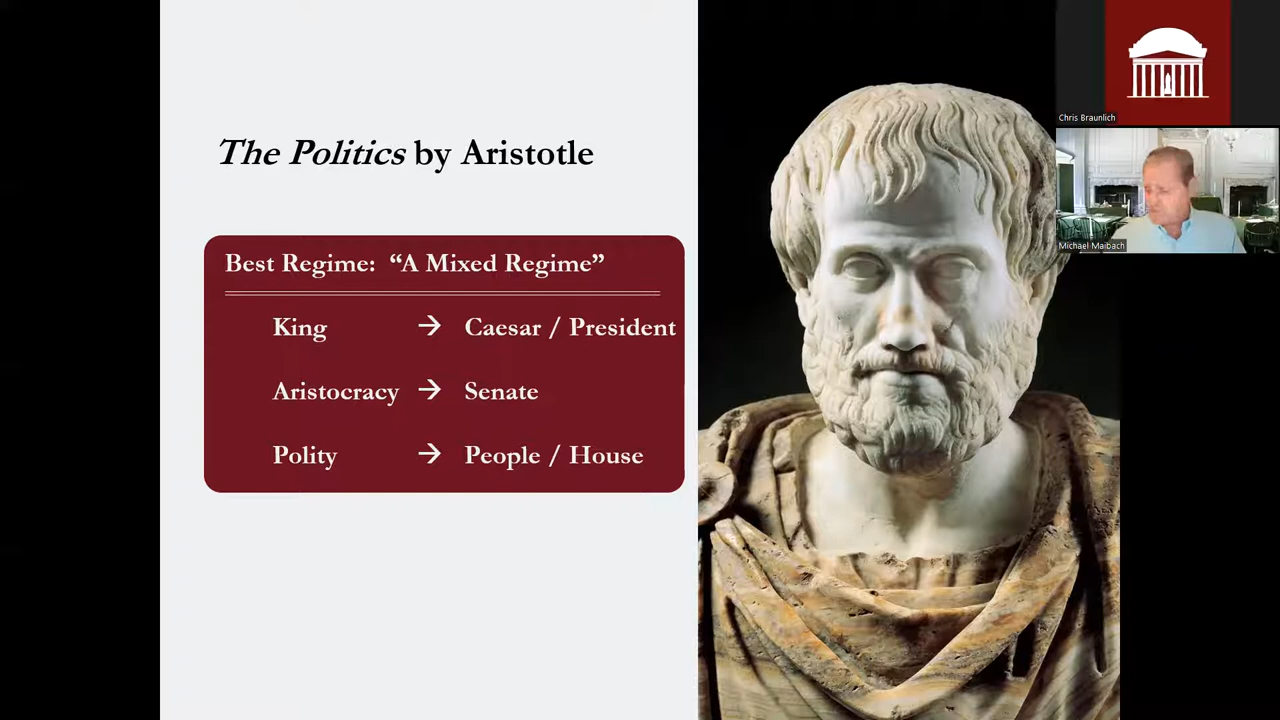 The Politics by Aristotle
Best Regime: “A Mixed Regime”
King → Caesar / President
Aristocracy → Senate
Polity → People / House
Chris Braunlich
Michael Maibach